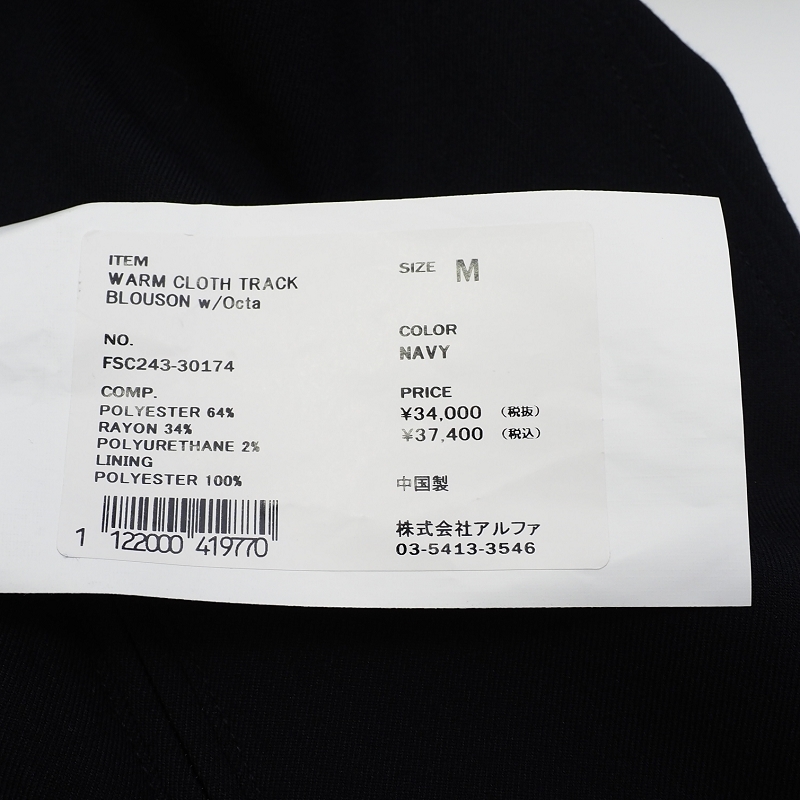 ITEM
WARM CLOTH TRACK
BLOUSON w/Octa
NO.
FSC243-30174
COMP.
POLYESTER 64%
RAYON 34%
POLYURETHANE 2%
LINING
POLYESTER 100%
1 122000 419770
SIZE M
COLOR
NAVY
PRICE
¥34,000 (税抜)
¥37,400 (税込)
中国製
株式会社アルファ
03-5413-3546